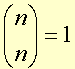 (n n) = 1